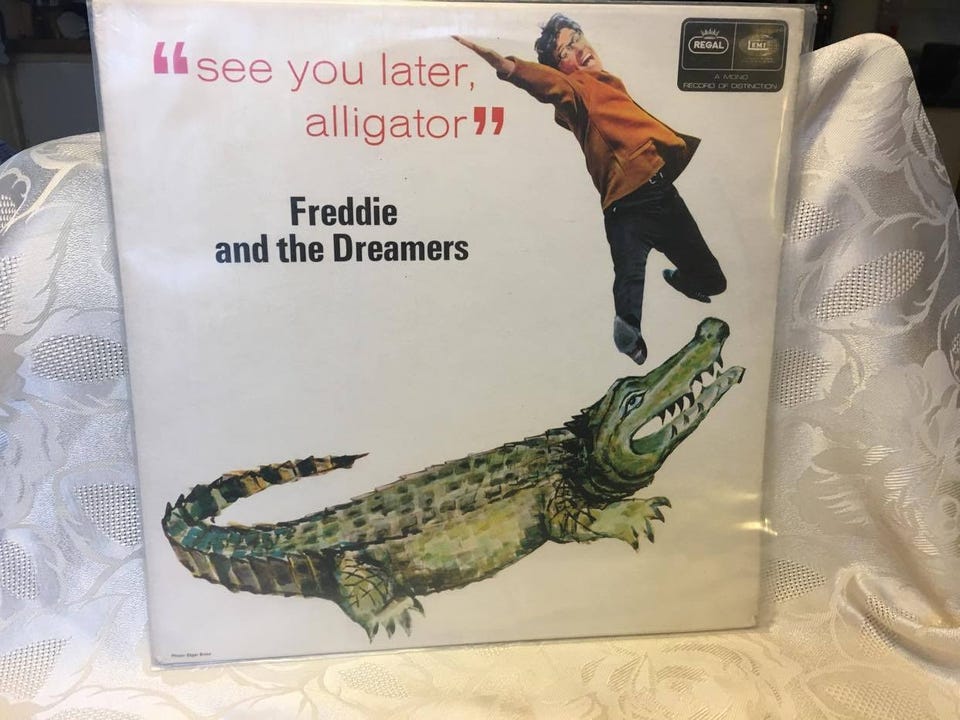 “see you later,
alligator”
Freddie
and the Dreamers
REGAL
EMI
A MONO
RECORD OF DISTINCTION